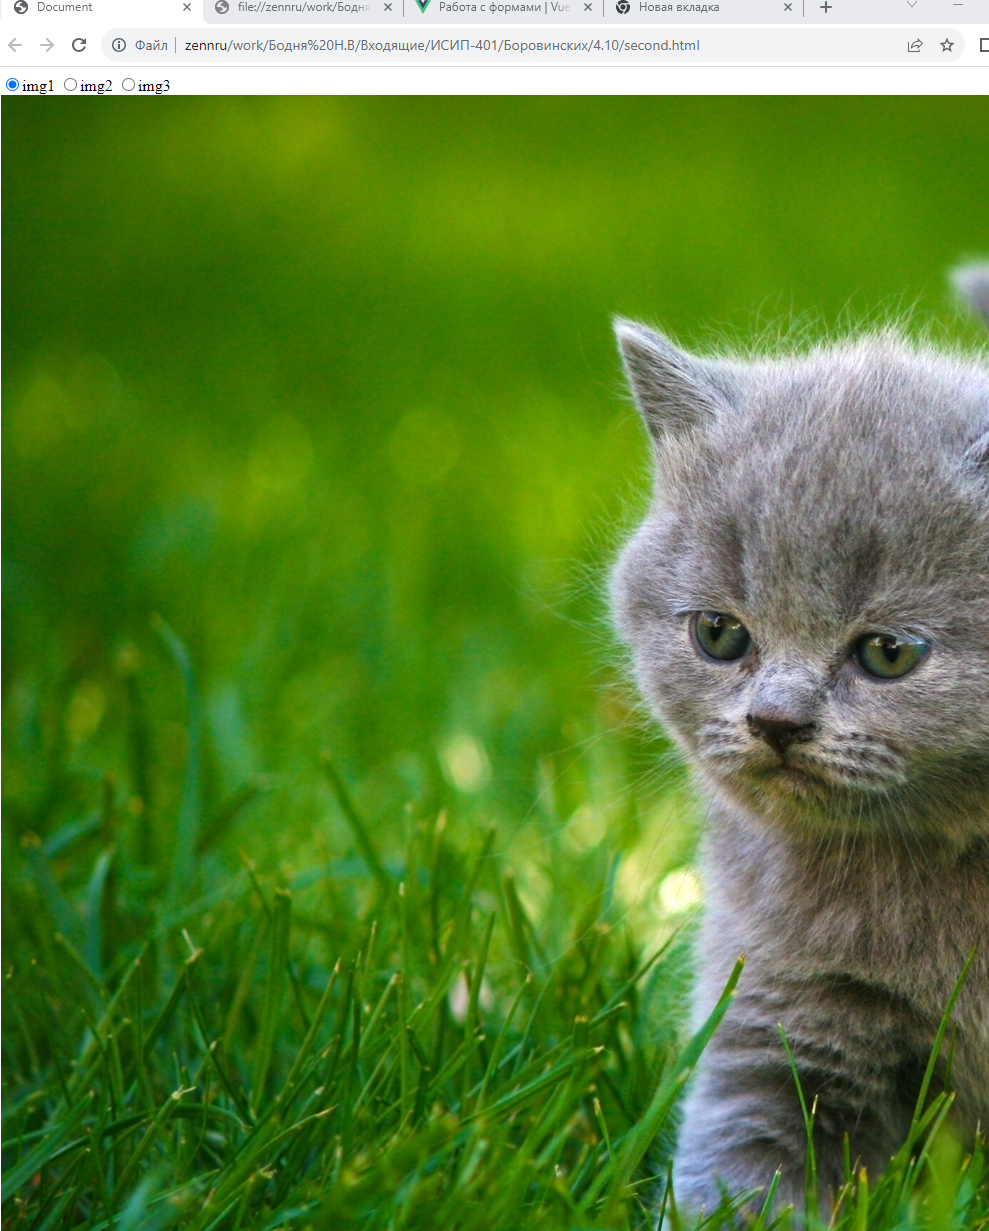 Document file://zennru/work/Бодня Работа с формами | Vue Новая вкладка
Файл zennru/work/Бодня%20Н.В/Входящие/ИСИП-401/Боровинских/4.10/second.html
img1 img2 img3